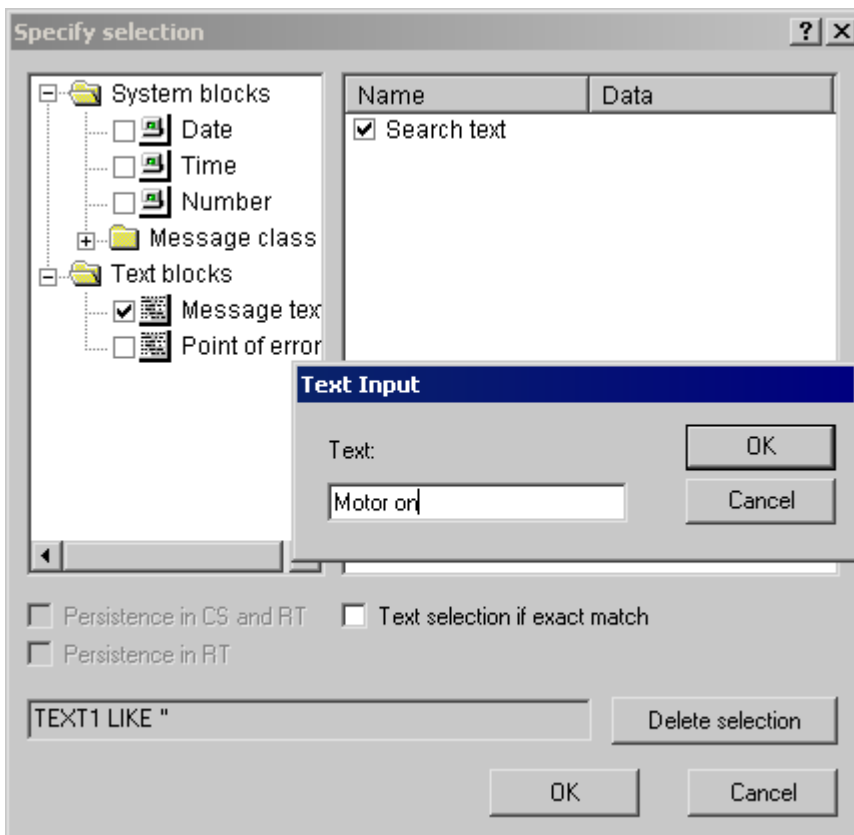 Specify selection
System blocks
Date
Time
Number
Message class
Text blocks
Message tex
Point of error
Name Data
Search text
Text Input
Text:
OK
Motor on
Cancel
Persistence in CS and RT
Text selection if exact match
Persistence in RT
TEXT1 LIKE "
Delete selection
OK
Cancel